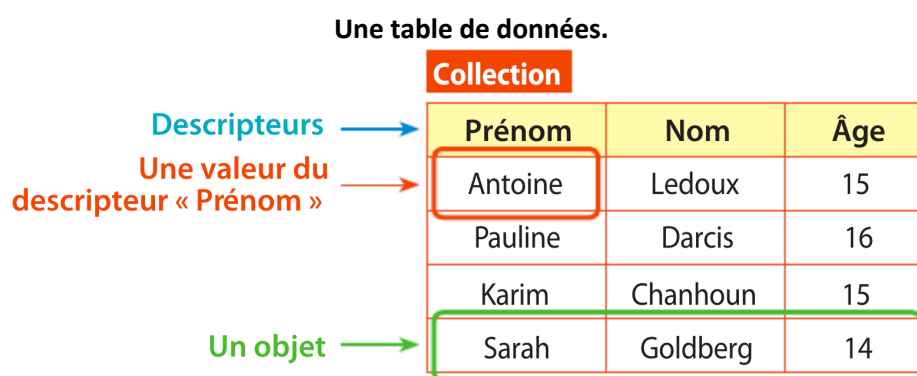 Une table de données.
Collection
Descripteurs
Prénom Nom Âge
Une valeur du
descripteur « Prénom »
Antoine Ledoux 15
Pauline Darcis 16
Karim Chanhoun 15
Un objet
Sarah Goldberg 14